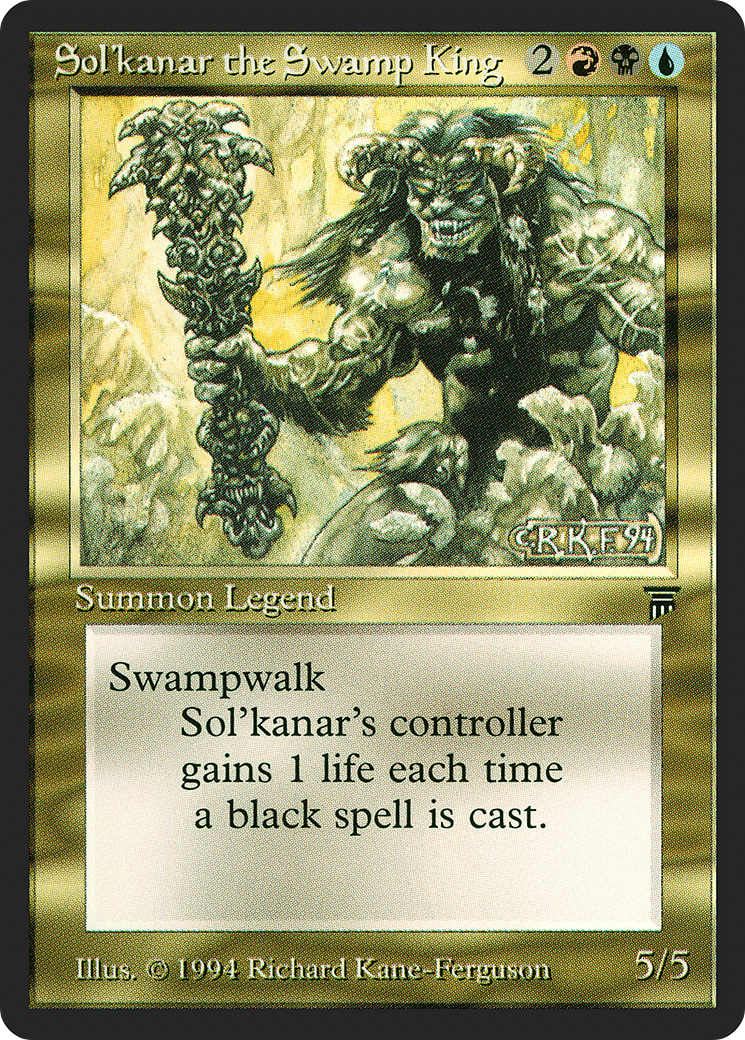 Sol'kanar the Swamp King 2
C. R. K. F. 94
Summon Legend
Swampwalk
Sol'kanar's controller
gains 1 life each time
a black spell is cast.
Illus. © 1994 Richard Kane-Ferguson 5/5